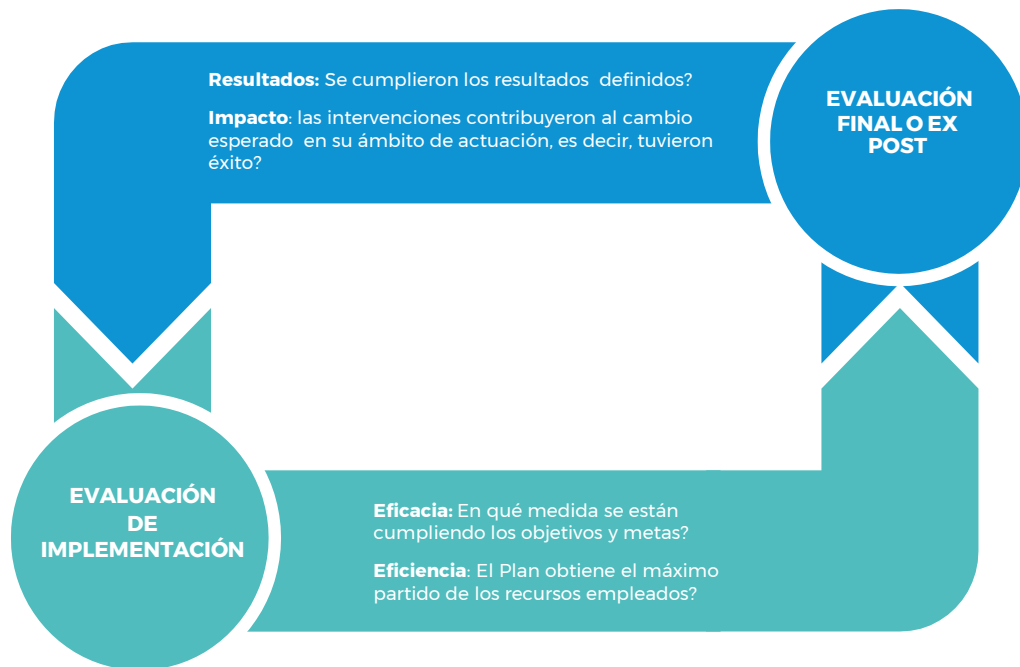 Resultados: Se cumplieron los resultados definidos?
Impacto: las intervenciones contribuyeron al cambio
esperado en su ámbito de actuación, es decir, tuvieron
éxito?
EVALUACIÓN
FINAL O EX
POST
EVALUACIÓN
DE
IMPLEMENTACIÓN
Eficacia: En qué medida se están
cumpliendo los objetivos y metas?
Eficiencia: El Plan obtiene el máximo
partido de los recursos empleados?